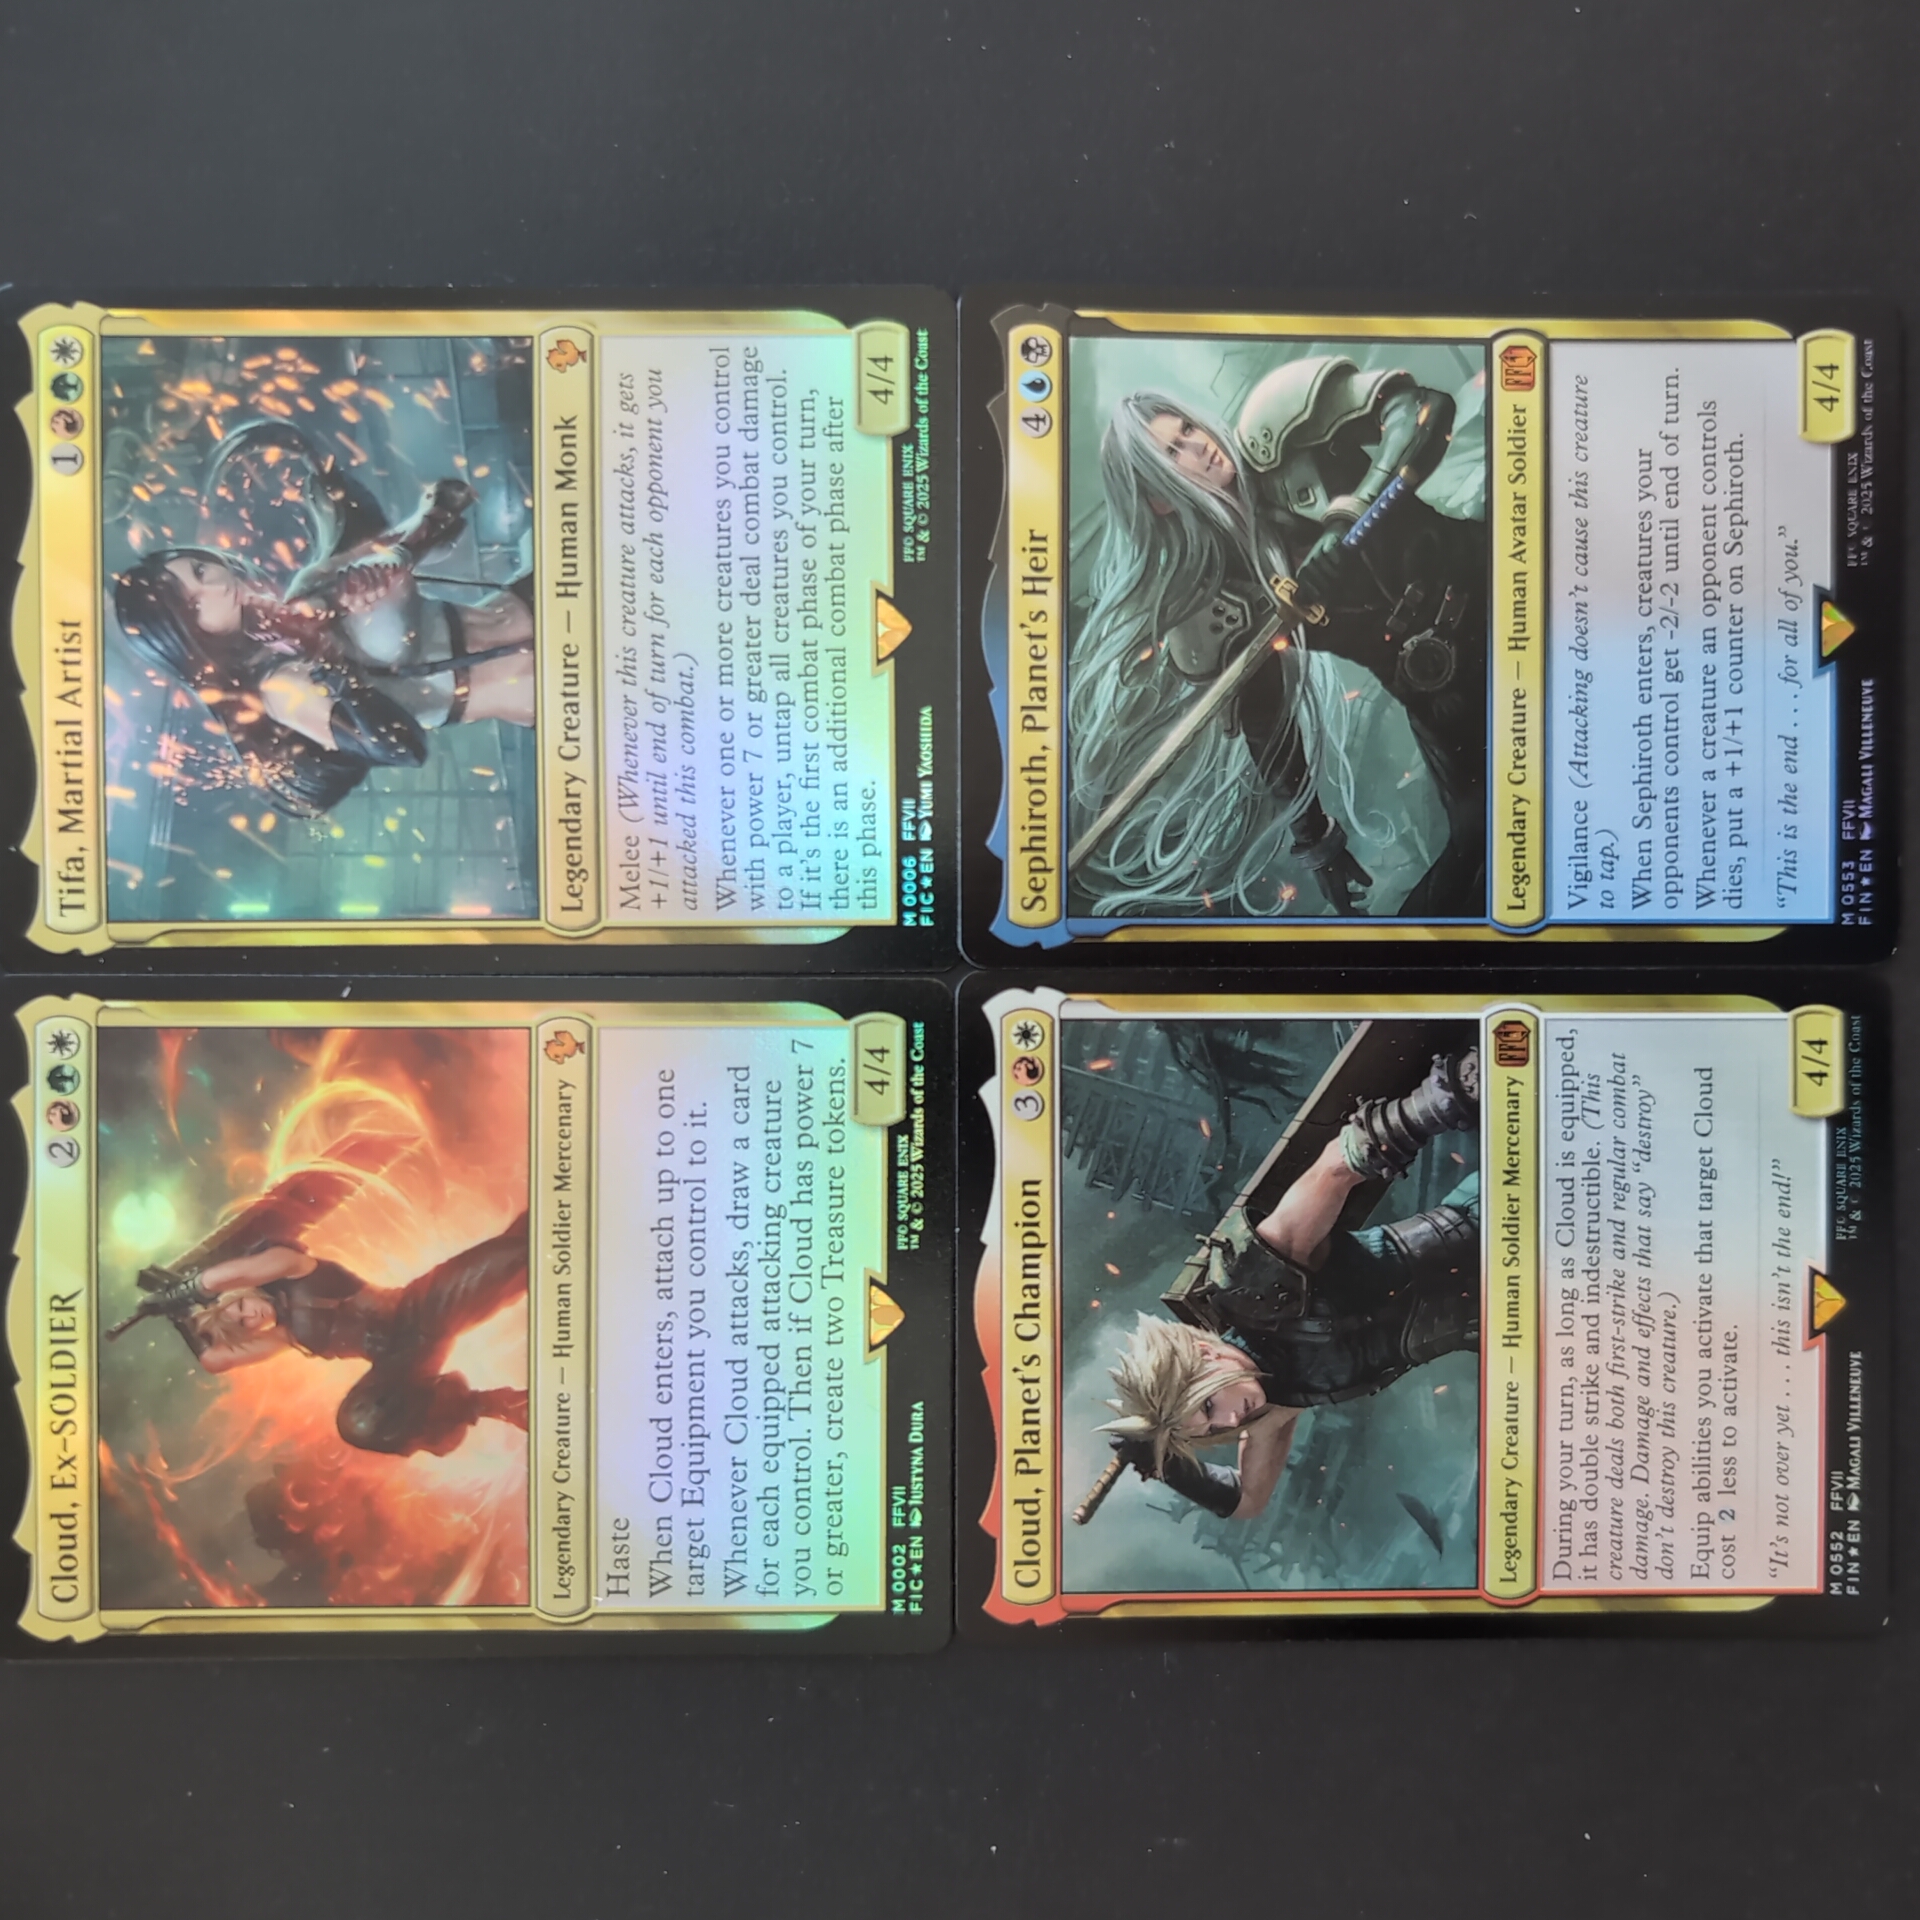 Cloud, Ex-SOLDIER 2
Legendary Creature — Human Soldier Mercenary
Haste
When Cloud enters, attach up to one
target Equipment you control to it.
Whenever Cloud attacks, draw a card
for each equipped attacking creature
you control. Then if Cloud has power 7
or greater, create two Treasure tokens.
4/4
M 0002 FFVII
FIC★EN JUSTYNA DURA
FF© SQUARE ENIX
™ & © 2025 Wizards of the Coast
Tifa, Martial Artist 1
Legendary Creature — Human Monk
Melee (Whenever this creature attacks, it gets
+1/+1 until end of turn for each opponent you
attacked this combat.)
Whenever one or more creatures you control
with power 7 or greater deal combat damage
to a player, untap all creatures you control.
If it's the first combat phase of your turn,
there is an additional combat phase after
this phase.
4/4
M 0006 FFVII
FIC★EN YUMI YAOSHIDA
FF© SQUARE ENIX
™ & © 2025 Wizards of the Coast
Cloud, Planet's Champion 3
Legendary Creature — Human Soldier Mercenary FF
During your turn, as long as Cloud is equipped,
it has double strike and indestructible. (This
creature deals both first-strike and regular combat
damage. Damage and effects that say “destroy”
don't destroy this creature.)
Equip abilities you activate that target Cloud
cost 2 less to activate.
“It's not over yet . . . this isn't the end!”
4/4
M 0552 FFVII
FIN★EN MAGALI VILLENEUVE
FF© SQUARE ENIX
™ & © 2025 Wizards of the Coast
Sephiroth, Planet's Heir 4
Legendary Creature — Human Avatar Soldier FF
Vigilance (Attacking doesn't cause this creature
to tap.)
When Sephiroth enters, creatures your
opponents control get -2/-2 until end of turn.
Whenever a creature an opponent controls
dies, put a +1/+1 counter on Sephiroth.
“This is the end . . . for all of you.”
4/4
M 0553 FFVII
FIN★EN MAGALI VILLENEUVE
FF© SQUARE ENIX
™ & © 2025 Wizards of the Coast